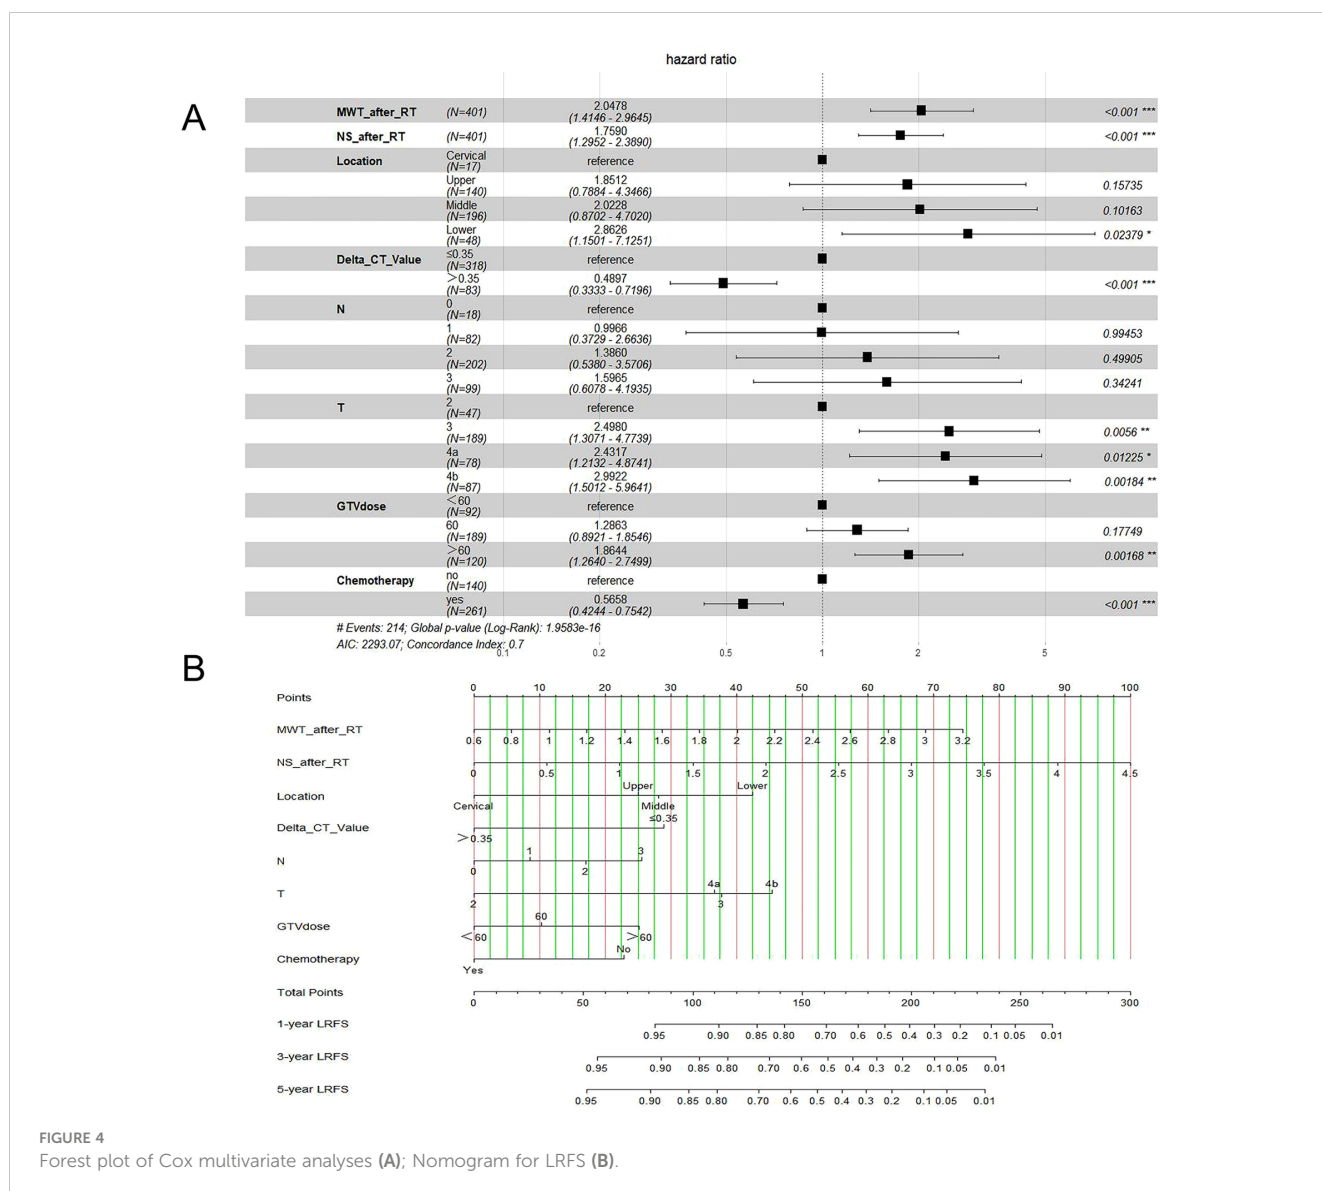 hazard ratio
A
MWT_after_RT (N=401) 2.0478 (1.4146 - 2.9645) <0.001 ***
NS_after_RT (N=401) 1.7590 (1.2952 - 2.3890) <0.001 ***
Location Cervical (N=17) reference
Upper (N=140) 1.8512 (0.7884 - 4.3466) 0.15735
Middle (N=196) 2.0228 (0.8702 - 4.7020) 0.10163
Lower (N=48) 2.8626 (1.1501 - 7.1251) 0.02379 *
Delta_CT_Value ≤0.35 (N=318) reference
＞0.35 (N=83) 0.4897 (0.3333 - 0.7196) <0.001 ***
N 0 (N=18) reference
1 (N=82) 0.9966 (0.3729 - 2.6636) 0.99453
2 (N=202) 1.3860 (0.5380 - 3.5706) 0.49905
3 (N=99) 1.5965 (0.6078 - 4.1935) 0.34241
T 2 (N=47) reference
3 (N=189) 2.4980 (1.3071 - 4.7739) 0.0056 **
4a (N=78) 2.4317 (1.2132 - 4.8741) 0.01225 *
4b (N=87) 2.9922 (1.5012 - 5.9641) 0.00184 **
GTVdose ＜60 (N=92) reference
60 (N=189) 1.2863 (0.8921 - 1.8546) 0.17749
＞60 (N=120) 1.8644 (1.2640 - 2.7499) 0.00168 **
Chemotherapy no (N=140) reference
yes (N=261) 0.5658 (0.4244 - 0.7542) <0.001 ***
# Events: 214; Global p-value (Log-Rank): 1.9583e-16
AIC: 2293.07; Concordance Index: 0.7
0.1 0.2 0.5 1 2 5
B
Points 0 10 20 30 40 50 60 70 80 90 100
MWT_after_RT 0.6 0.8 1 1.2 1.4 1.6 1.8 2 2.2 2.4 2.6 2.8 3 3.2
NS_after_RT 0 0.5 1 1.5 2 2.5 3 3.5 4 4.5
Upper Lower
Location
Cervical Middle
≤0.35
Delta_CT_Value
＞0.35
1 3
N
0 2
4a 4b
T
2 3
60
GTVdose
＜60 ＞60
No
Chemotherapy
Yes
Total Points 0 50 100 150 200 250 300
1-year LRFS 0.95 0.90 0.85 0.80 0.70 0.6 0.5 0.4 0.3 0.2 0.1 0.05 0.01
3-year LRFS 0.95 0.90 0.85 0.80 0.70 0.6 0.5 0.4 0.3 0.2 0.1 0.05 0.01
5-year LRFS 0.95 0.90 0.85 0.80 0.70 0.6 0.5 0.4 0.3 0.2 0.1 0.05 0.01
FIGURE 4
Forest plot of Cox multivariate analyses (A); Nomogram for LRFS (B).